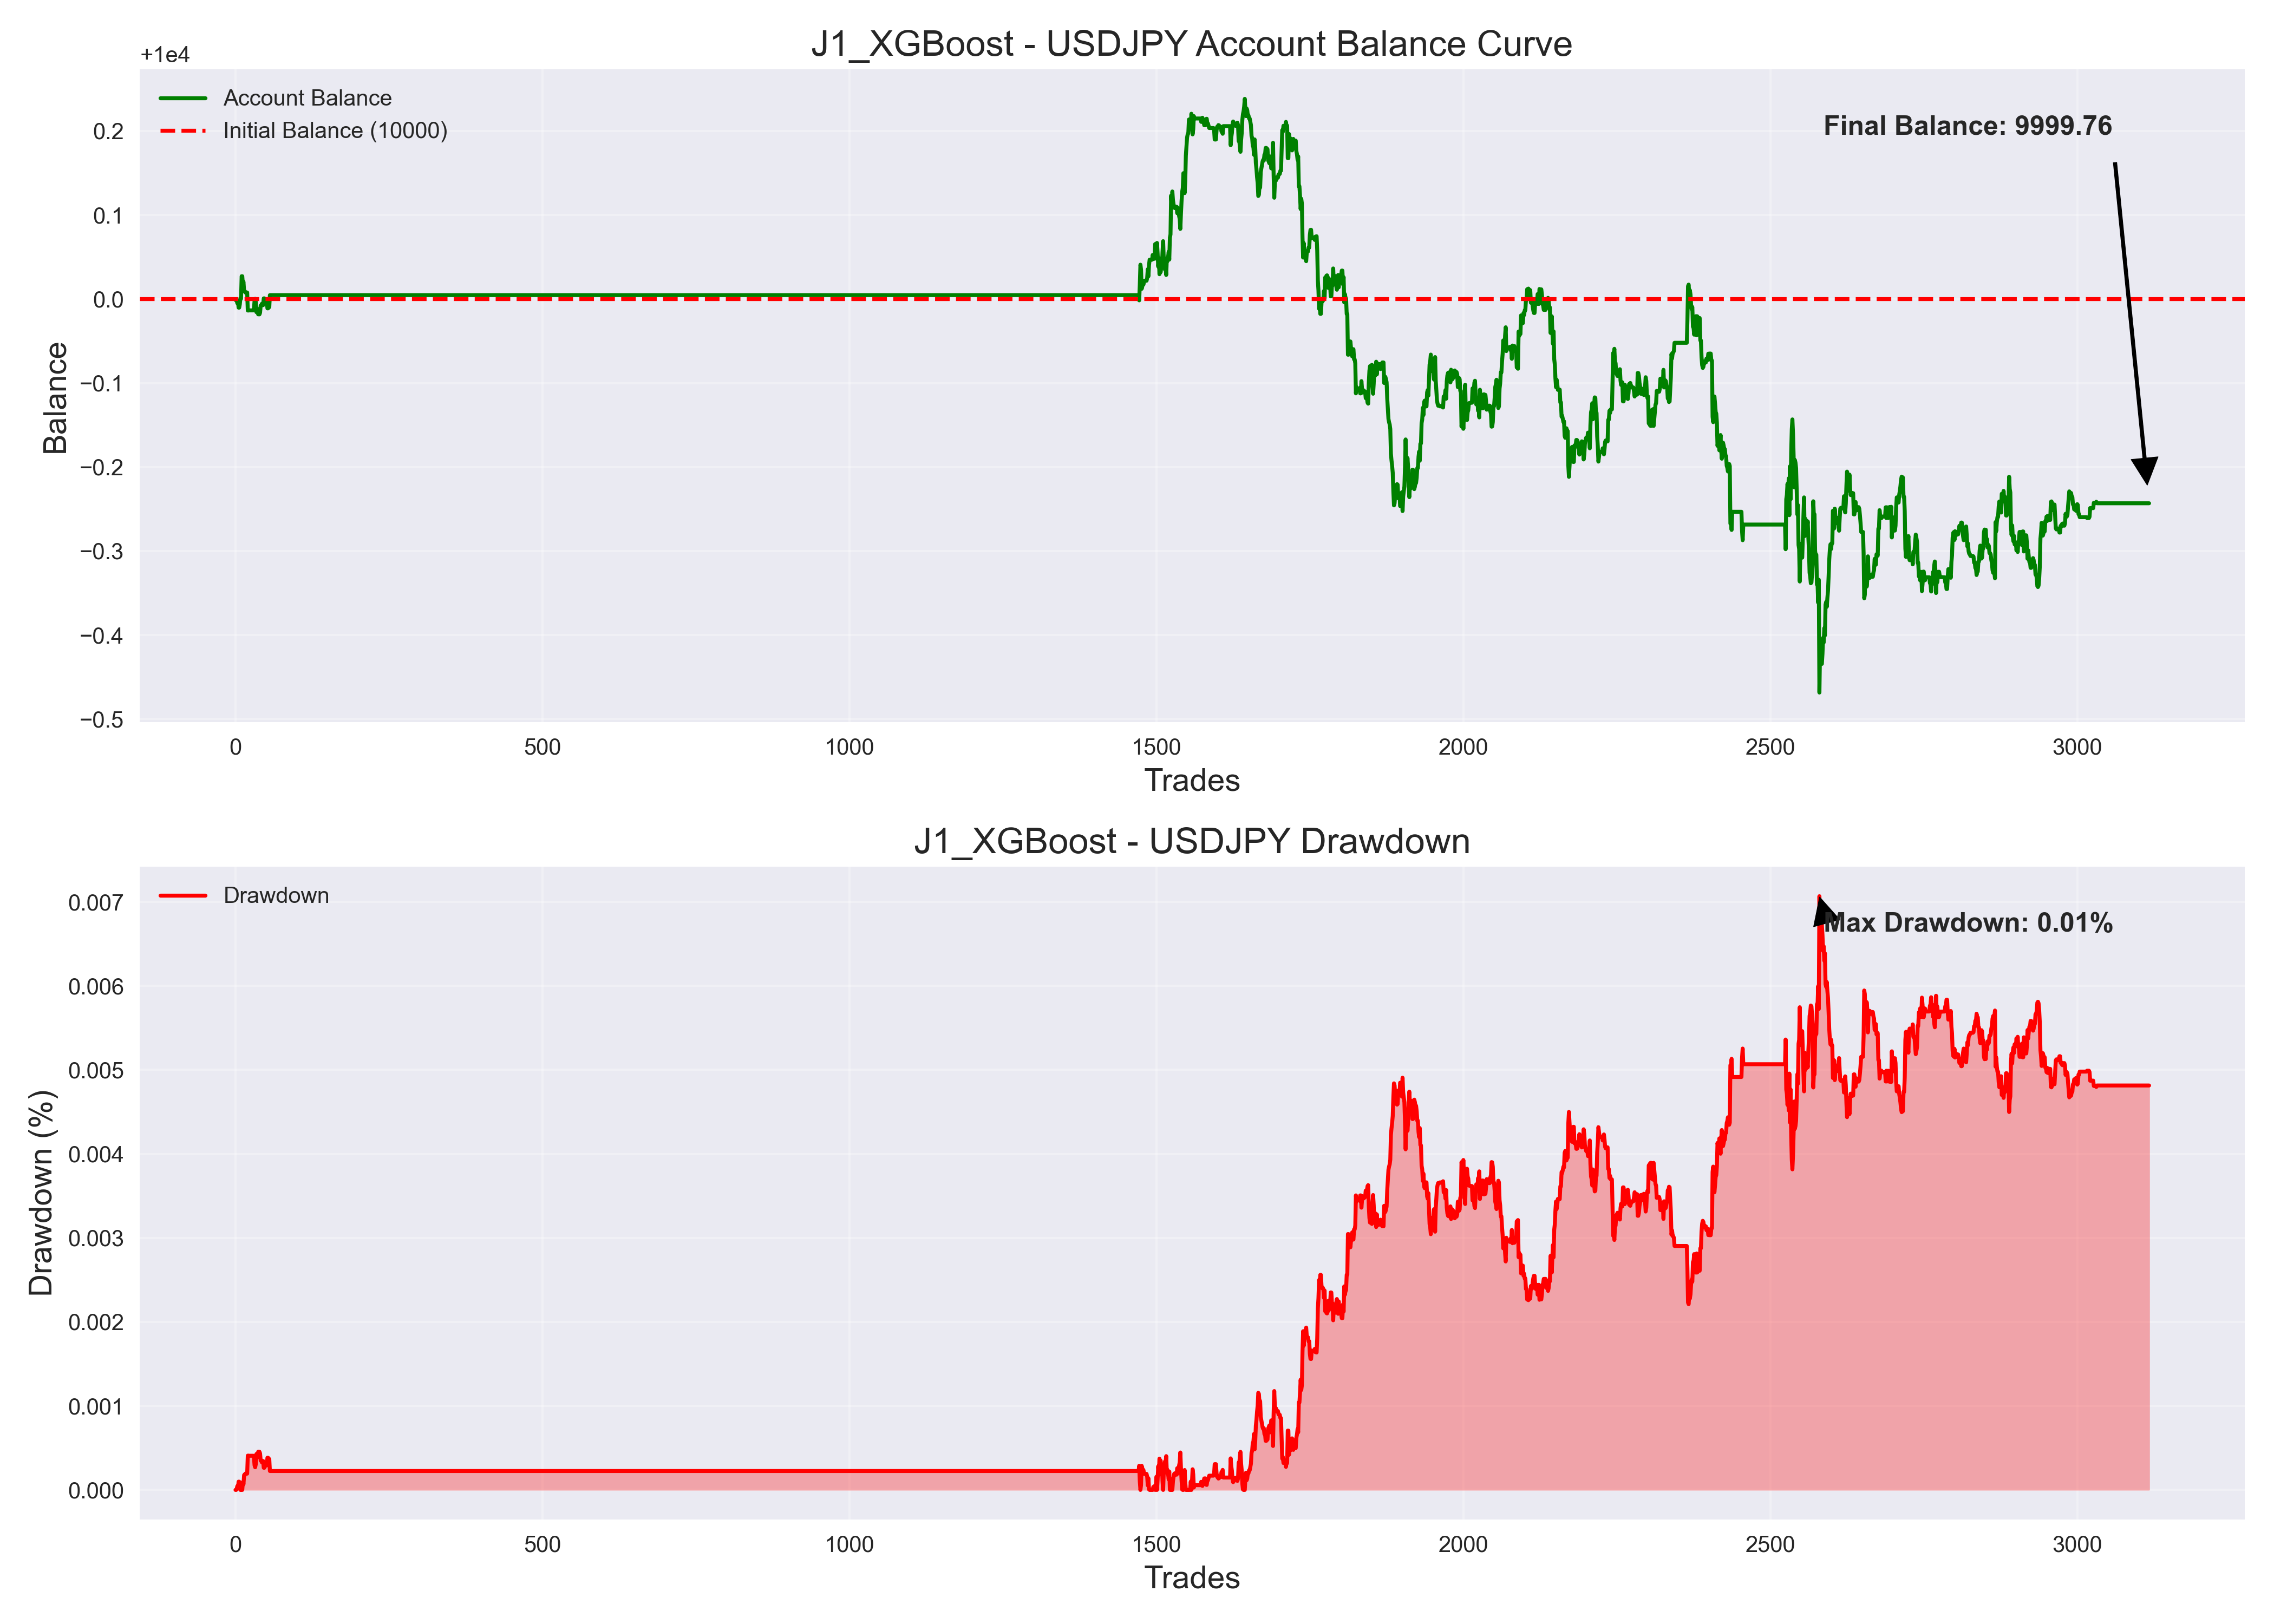 J1_XGBoost - USDJPY Account Balance Curve
+1e4
Account Balance
Initial Balance (10000)
Final Balance: 9999.76
0.2
0.1
0.0
−0.1
−0.2
−0.3
−0.4
−0.5
Balance
0 500 1000 1500 2000 2500 3000
Trades
J1_XGBoost - USDJPY Drawdown
Drawdown
Max Drawdown: 0.01%
0.007
0.006
0.005
0.004
0.003
0.002
0.001
0.000
Drawdown (%)
0 500 1000 1500 2000 2500 3000
Trades